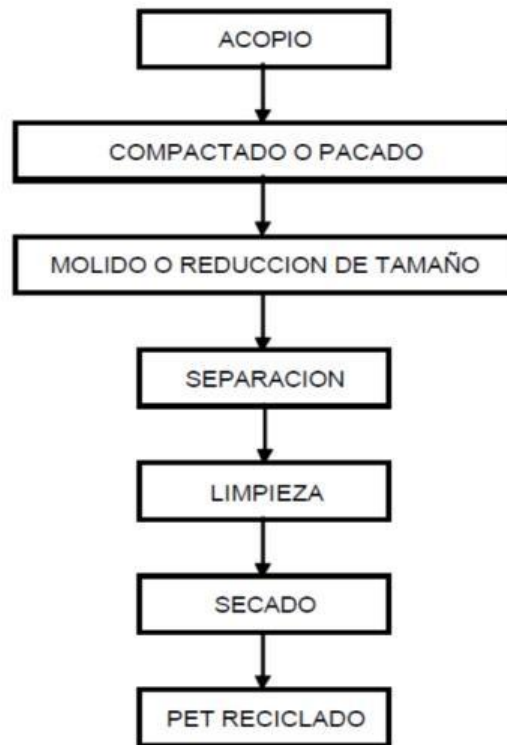 ACOPIO
COMPACTADO O PACADO
MOLIDO O REDUCCION DE TAMAÑO
SEPARACION
LIMPIEZA
SECADO
PET RECICLADO